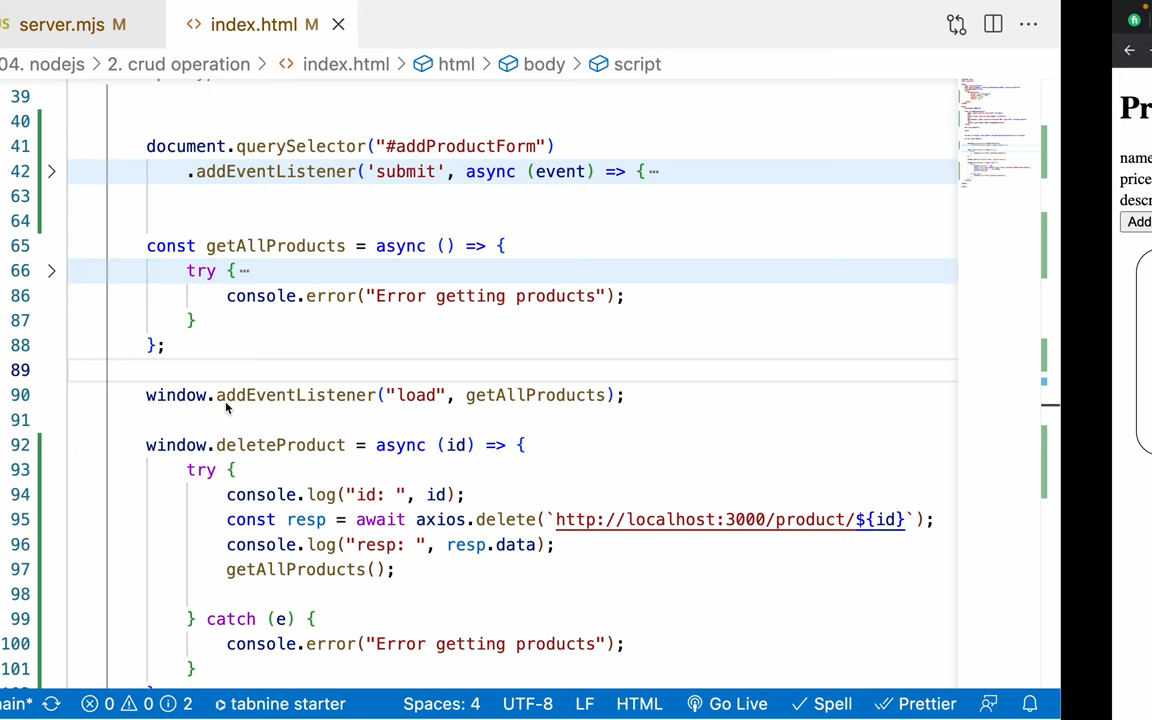 JS server.mjs M <> index.html M
04. nodejs > 2. crud operation > <> index.html > html > body > script
39
40
41 document.querySelector("#addProductForm")
42 .addEventListener('submit', async (event) => {…
63
64
65 const getAllProducts = async () => {
66 try {…
86 console.error("Error getting products");
87 }
88 };
89
90 window.addEventListener("load", getAllProducts);
91
92 window.deleteProduct = async (id) => {
93 try {
94 console.log("id: ", id);
95 const resp = await axios.delete(`http://localhost:3000/product/${id}`);
96 console.log("resp: ", resp.data);
97 getAllProducts();
98
99 } catch (e) {
100 console.error("Error getting products");
101 }
main* 0 0 2 tabnine starter Spaces: 4 UTF-8 LF HTML Go Live Spell Prettier
Pr
name
price
descr
Add